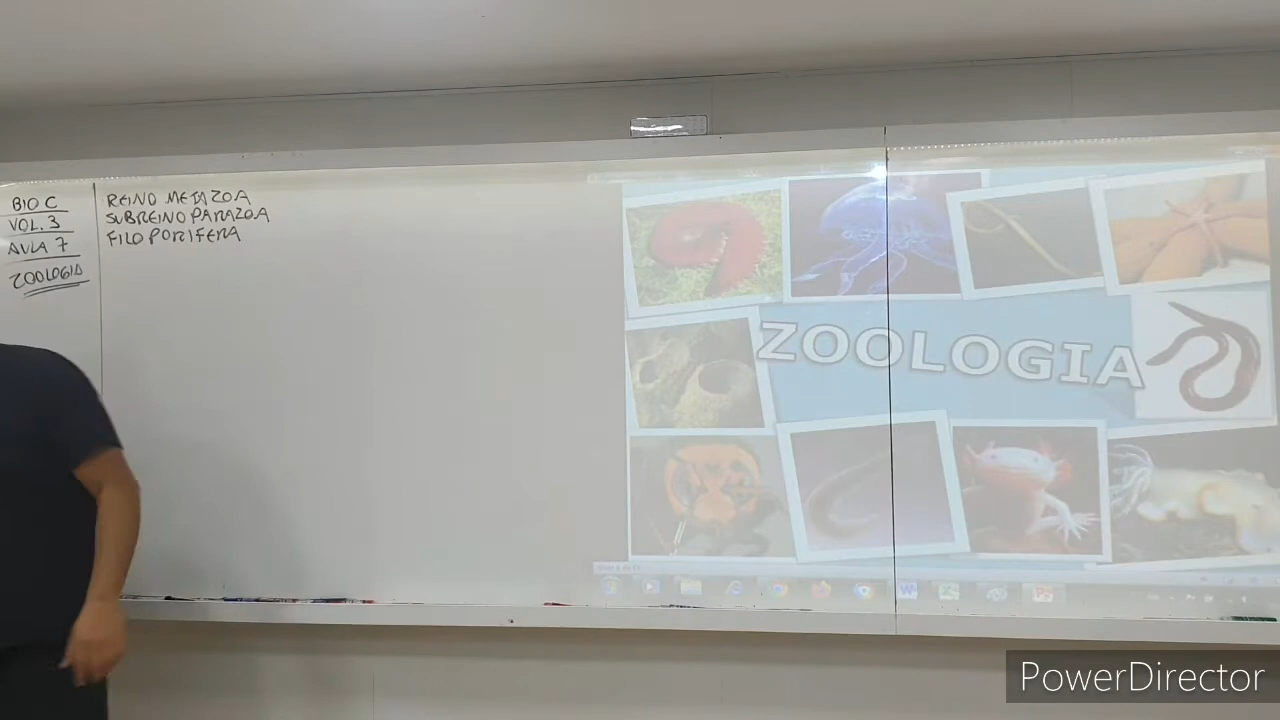 BIO C
VOL. 3
AULA 7
ZOOLOGIA
REINO METAZOA
SUBREINO PARAZOA
FILO PORIFERA
ZOOLOGIA
PowerDirector